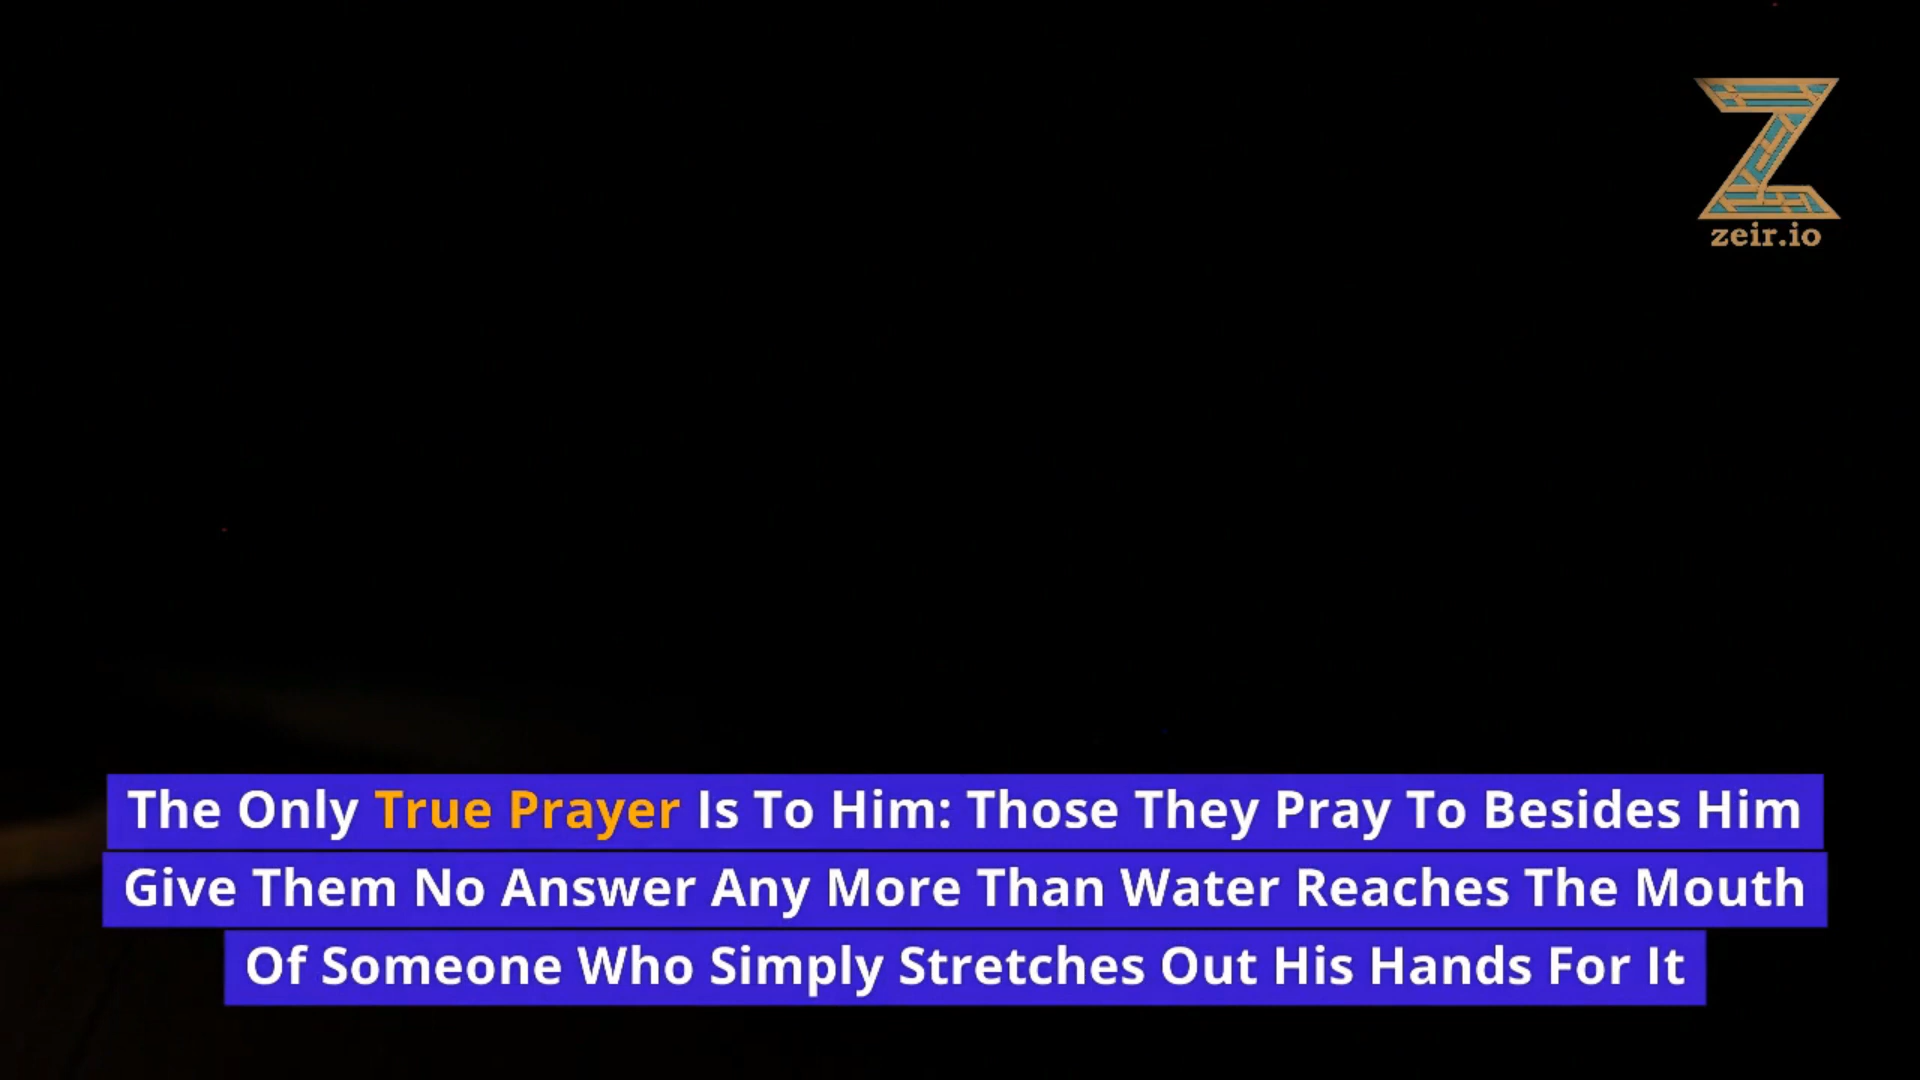 Z
zeir.io
The Only True Prayer Is To Him: Those They Pray To Besides Him
Give Them No Answer Any More Than Water Reaches The Mouth
Of Someone Who Simply Stretches Out His Hands For It